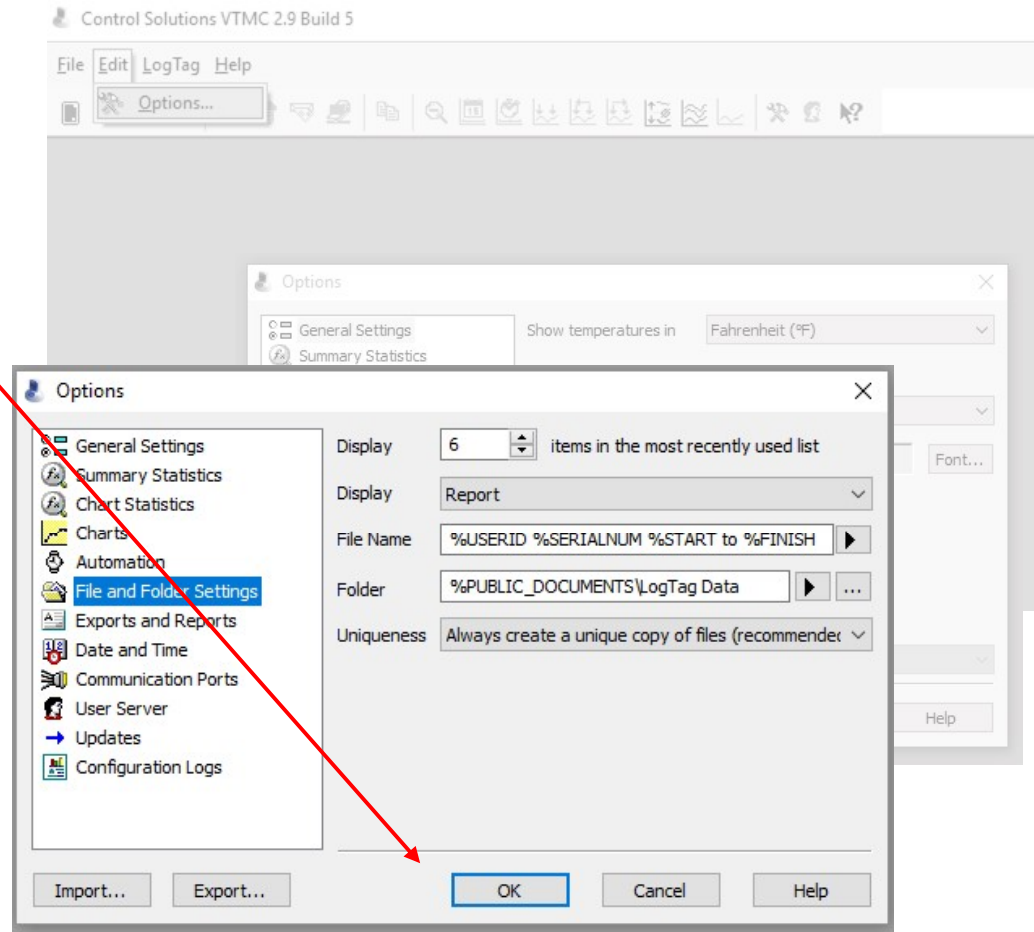 Control Solutions VTMC 2.9 Build 5
File Edit LogTag Help
Options...
Options
General Settings
Summary Statistics
Show temperatures in Fahrenheit (°F)
Font...
Help
Options
General Settings
Summary Statistics
Chart Statistics
Charts
Automation
File and Folder Settings
Exports and Reports
Date and Time
Communication Ports
User Server
Updates
Configuration Logs
Display 6 items in the most recently used list
Display Report
File Name %USERID %SERIALNUM %START to %FINISH
Folder %PUBLIC_DOCUMENTS\LogTag Data ...
Uniqueness Always create a unique copy of files (recommended
Import... Export... OK Cancel Help